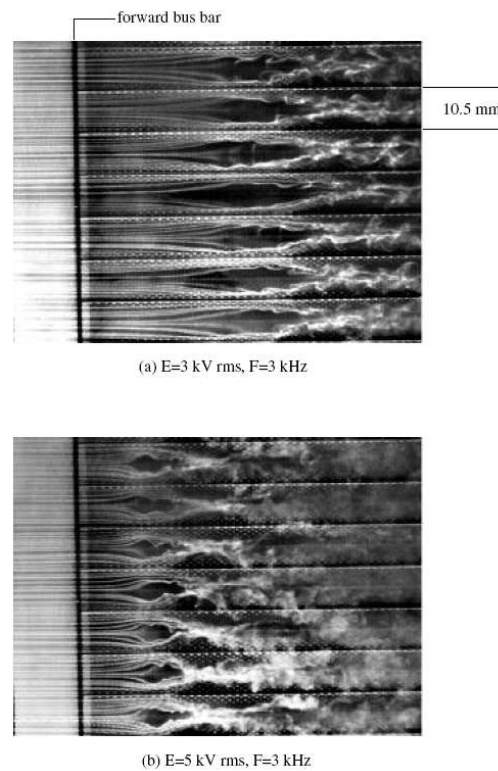 forward bus bar
10.5 mm
(a) E=3 kV rms, F=3 kHz
(b) E=5 kV rms, F=3 kHz